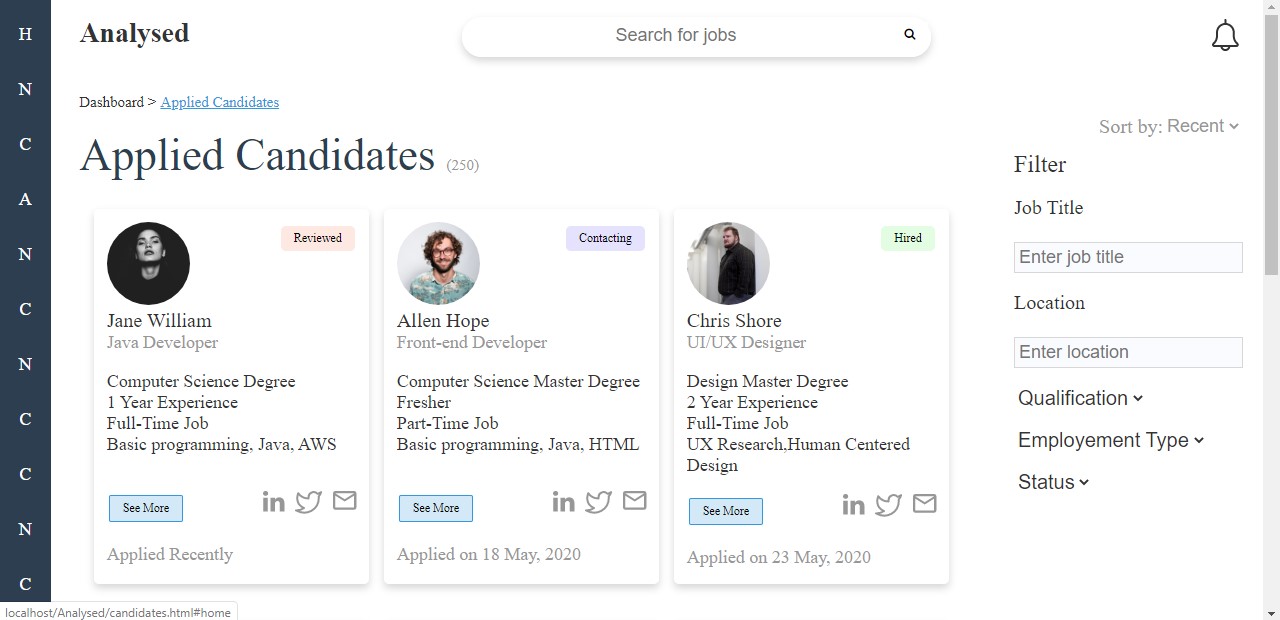 H
N
C
A
N
C
N
C
C
N
C
Analysed
Search for jobs
Dashboard > Applied Candidates
Applied Candidates (250)
Sort by: Recent
Reviewed
Jane William
Java Developer
Computer Science Degree
1 Year Experience
Full-Time Job
Basic programming, Java, AWS
See More
in
Applied Recently
Contacting
Allen Hope
Front-end Developer
Computer Science Master Degree
Fresher
Part-Time Job
Basic programming, Java, HTML
See More
in
Applied on 18 May, 2020
Hired
Chris Shore
UI/UX Designer
Design Master Degree
2 Year Experience
Full-Time Job
UX Research,Human Centered
Design
See More
in
Applied on 23 May, 2020
Filter
Job Title
Enter job title
Location
Enter location
Qualification
Employement Type
Status
localhost/Analysed/candidates.html#home